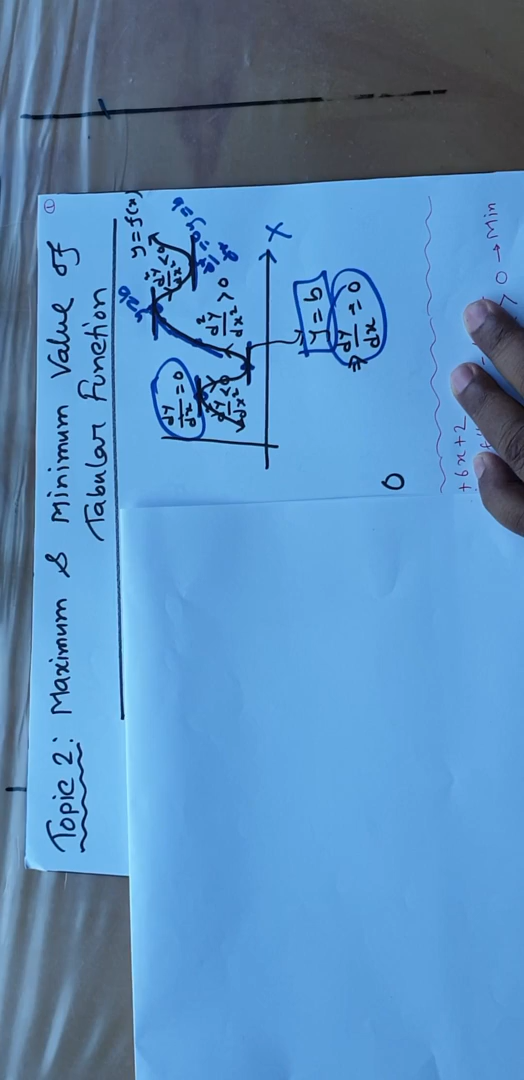 ①
Topic 2: Maximum & Minimum Value of
Tabular Function
y = f(x)
dy/dx = 0
d²y/dx² < 0
d²y/dx² > 0
d²y/dx² < 0
X
Y = b
⇒ dy/dx = 0
0
+ 6x + 2
> 0 → Min